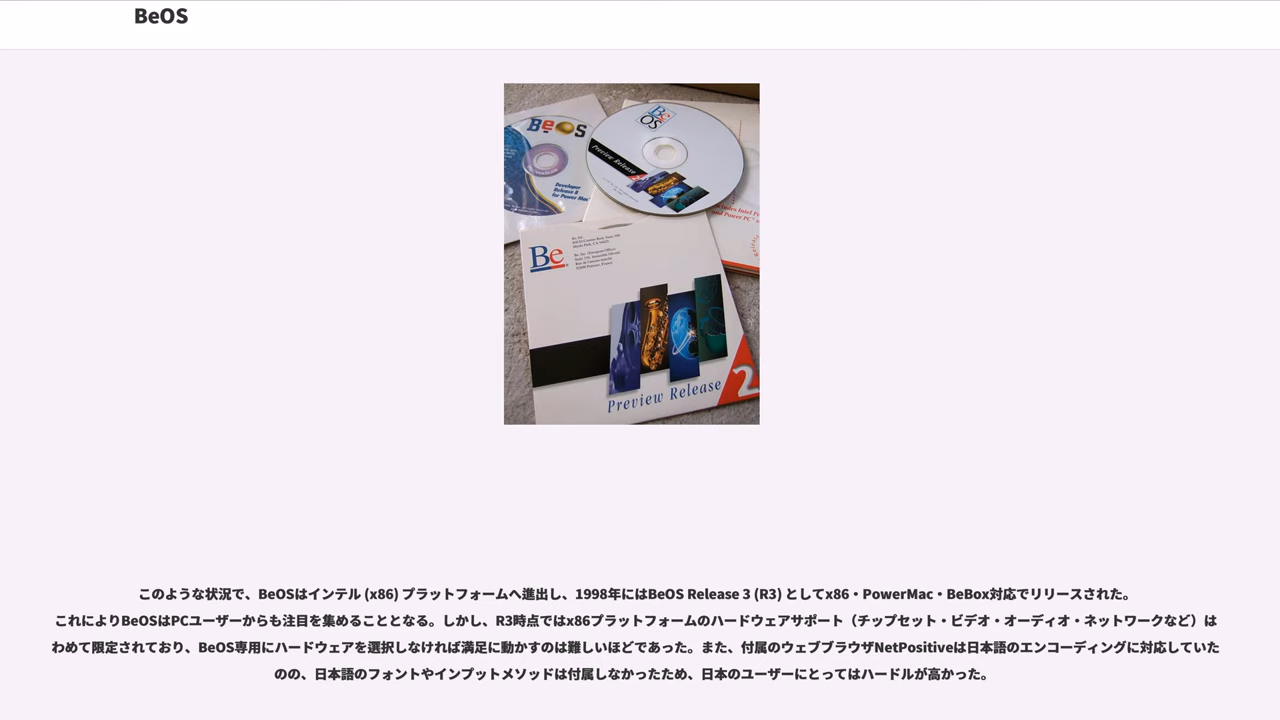 BeOS
BeOS
Developer
Release 8
for Power Mac
Be
OS
Preview Release
2
Be
Preview Release
2
このような状況で、BeOSはインテル (x86) プラットフォームへ進出し、1998年にはBeOS Release 3 (R3) としてx86・PowerMac・BeBox対応でリリースされた。
これによりBeOSはPCユーザーからも注目を集めることとなる。しかし、R3時点ではx86プラットフォームのハードウェアサポート（チップセット・ビデオ・オーディオ・ネットワークなど）は
わめて限定されており、BeOS専用にハードウェアを選択しなければ満足に動かすのは難しいほどであった。また、付属のウェブブラウザNetPositiveは日本語のエンコーディングに対応していた
のの、日本語のフォントやインプットメソッドは付属しなかったため、日本のユーザーにとってはハードルが高かった。